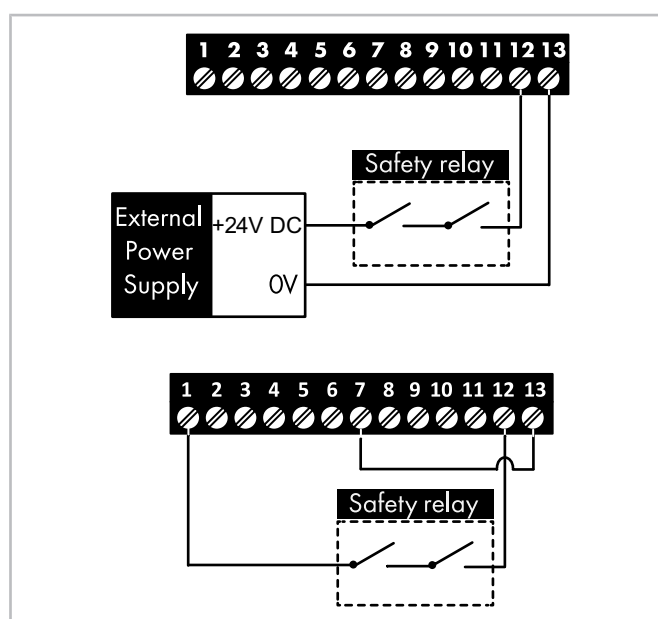 1 2 3 4 5 6 7 8 9 10 11 12 13
Safety relay
External Power Supply
+24V DC
0V
1 2 3 4 5 6 7 8 9 10 11 12 13
Safety relay